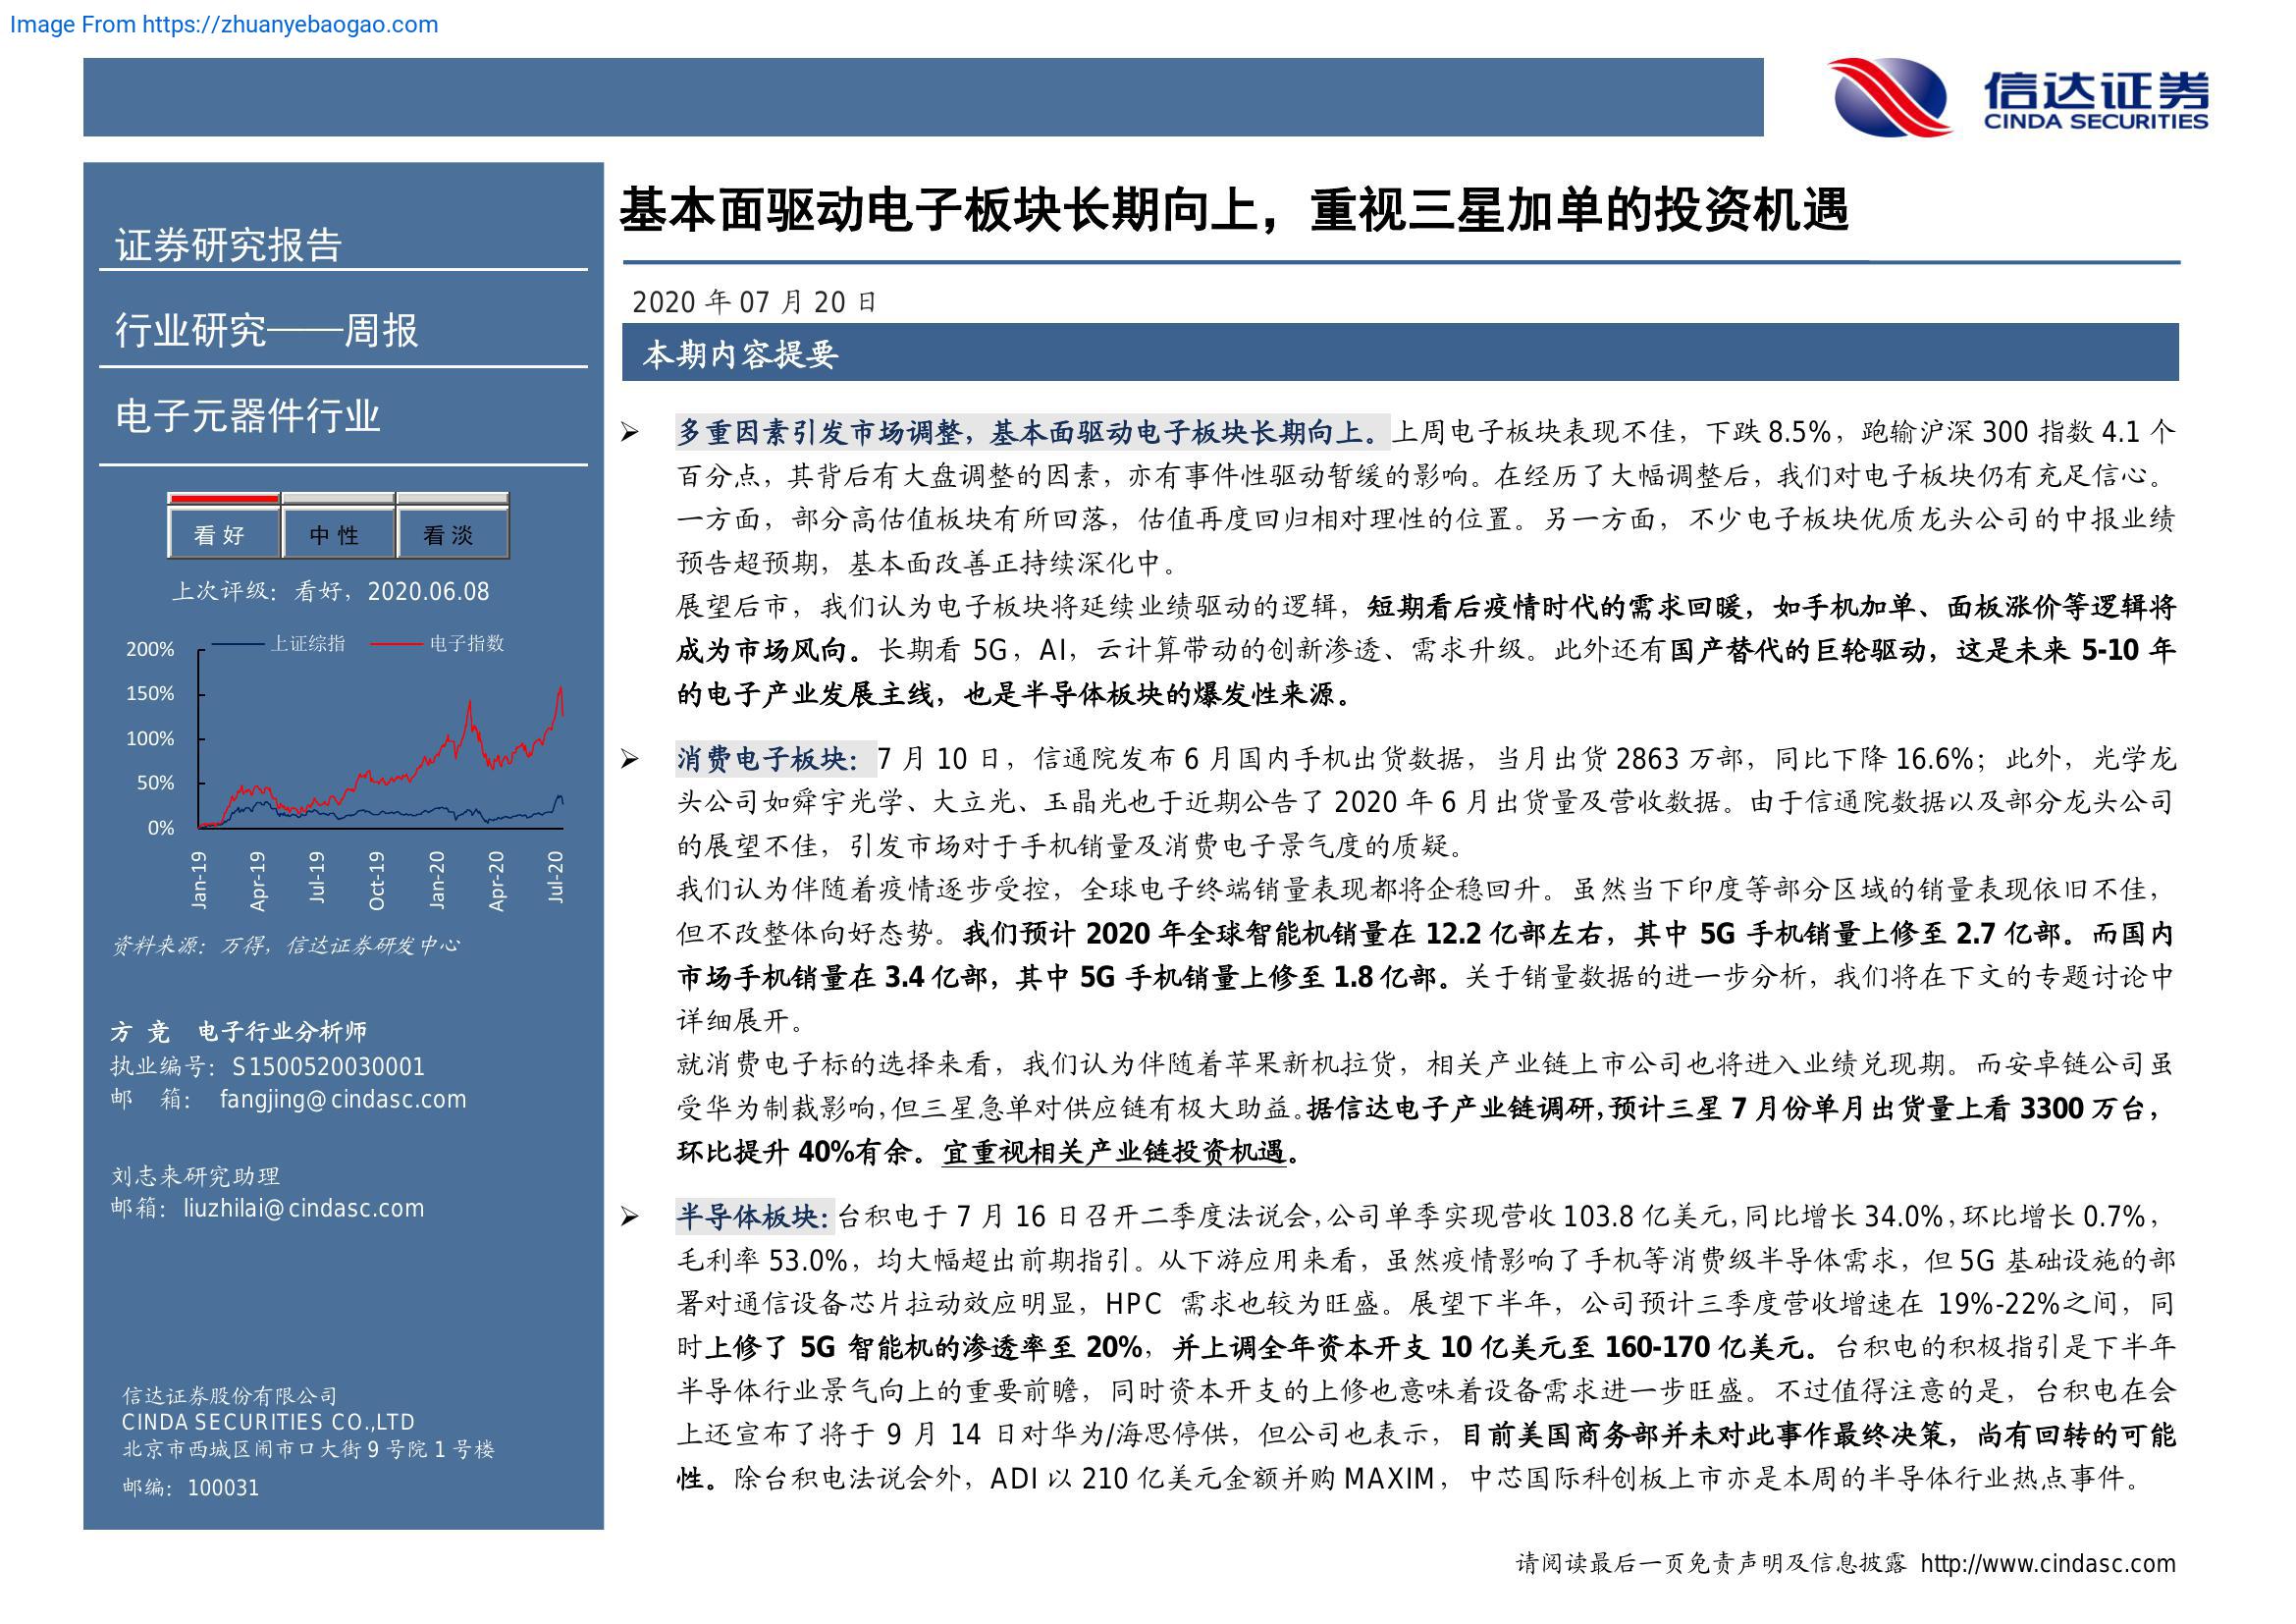 Image From https://zhuanyebaogao.com
信达证券
CINDA SECURITIES
证券研究报告
行业研究——周报
电子元器件行业
看好 中性 看淡
上次评级：看好，2020.06.08
上证综指 电子指数
200%
150%
100%
50%
0%
Jan-19 Apr-19 Jul-19 Oct-19 Jan-20 Apr-20 Jul-20
资料来源：万得，信达证券研发中心
方 竞 电子行业分析师
执业编号：S1500520030001
邮 箱： fangjing@cindasc.com
刘志来研究助理
邮箱：liuzhilai@cindasc.com
信达证券股份有限公司
CINDA SECURITIES CO.,LTD
北京市西城区闹市口大街9号院1号楼
邮编：100031
基本面驱动电子板块长期向上，重视三星加单的投资机遇
2020 年 07 月 20 日
本期内容提要
➢ 多重因素引发市场调整，基本面驱动电子板块长期向上。上周电子板块表现不佳，下跌 8.5%，跑输沪深 300 指数 4.1 个
百分点，其背后有大盘调整的因素，亦有事件性驱动暂缓的影响。在经历了大幅调整后，我们对电子板块仍有充足信心。
一方面，部分高估值板块有所回落，估值再度回归相对理性的位置。另一方面，不少电子板块优质龙头公司的中报业绩
预告超预期，基本面改善正持续深化中。
展望后市，我们认为电子板块将延续业绩驱动的逻辑，短期看后疫情时代的需求回暖，如手机加单、面板涨价等逻辑将
成为市场风向。长期看 5G，AI，云计算带动的创新渗透、需求升级。此外还有国产替代的巨轮驱动，这是未来 5-10 年
的电子产业发展主线，也是半导体板块的爆发性来源。
➢ 消费电子板块：7 月 10 日，信通院发布 6 月国内手机出货数据，当月出货 2863 万部，同比下降 16.6%；此外，光学龙
头公司如舜宇光学、大立光、玉晶光也于近期公告了 2020 年 6 月出货量及营收数据。由于信通院数据以及部分龙头公司
的展望不佳，引发市场对于手机销量及消费电子景气度的质疑。
我们认为伴随着疫情逐步受控，全球电子终端销量表现都将企稳回升。虽然当下印度等部分区域的销量表现依旧不佳，
但不改整体向好态势。我们预计 2020 年全球智能机销量在 12.2 亿部左右，其中 5G 手机销量上修至 2.7 亿部。而国内
市场手机销量在 3.4 亿部，其中 5G 手机销量上修至 1.8 亿部。关于销量数据的进一步分析，我们将在下文的专题讨论中
详细展开。
就消费电子标的选择来看，我们认为伴随着苹果新机拉货，相关产业链上市公司也将进入业绩兑现期。而安卓链公司虽
受华为制裁影响，但三星急单对供应链有极大助益。据信达电子产业链调研，预计三星 7 月份单月出货量上看 3300 万台，
环比提升 40%有余。宜重视相关产业链投资机遇。
➢ 半导体板块：台积电于 7 月 16 日召开二季度法说会，公司单季实现营收 103.8 亿美元，同比增长 34.0%，环比增长 0.7%，
毛利率 53.0%，均大幅超出前期指引。从下游应用来看，虽然疫情影响了手机等消费级半导体需求，但 5G 基础设施的部
署对通信设备芯片拉动效应明显，HPC 需求也较为旺盛。展望下半年，公司预计三季度营收增速在 19%-22%之间，同
时上修了 5G 智能机的渗透率至 20%，并上调全年资本开支 10 亿美元至 160-170 亿美元。台积电的积极指引是下半年
半导体行业景气向上的重要前瞻，同时资本开支的上修也意味着设备需求进一步旺盛。不过值得注意的是，台积电在会
上还宣布了将于 9 月 14 日对华为/海思停供，但公司也表示，目前美国商务部并未对此事作最终决策，尚有回转的可能
性。除台积电法说会外，ADI 以 210 亿美元金额并购 MAXIM，中芯国际科创板上市亦是本周的半导体行业热点事件。
请阅读最后一页免责声明及信息披露 http://www.cindasc.com